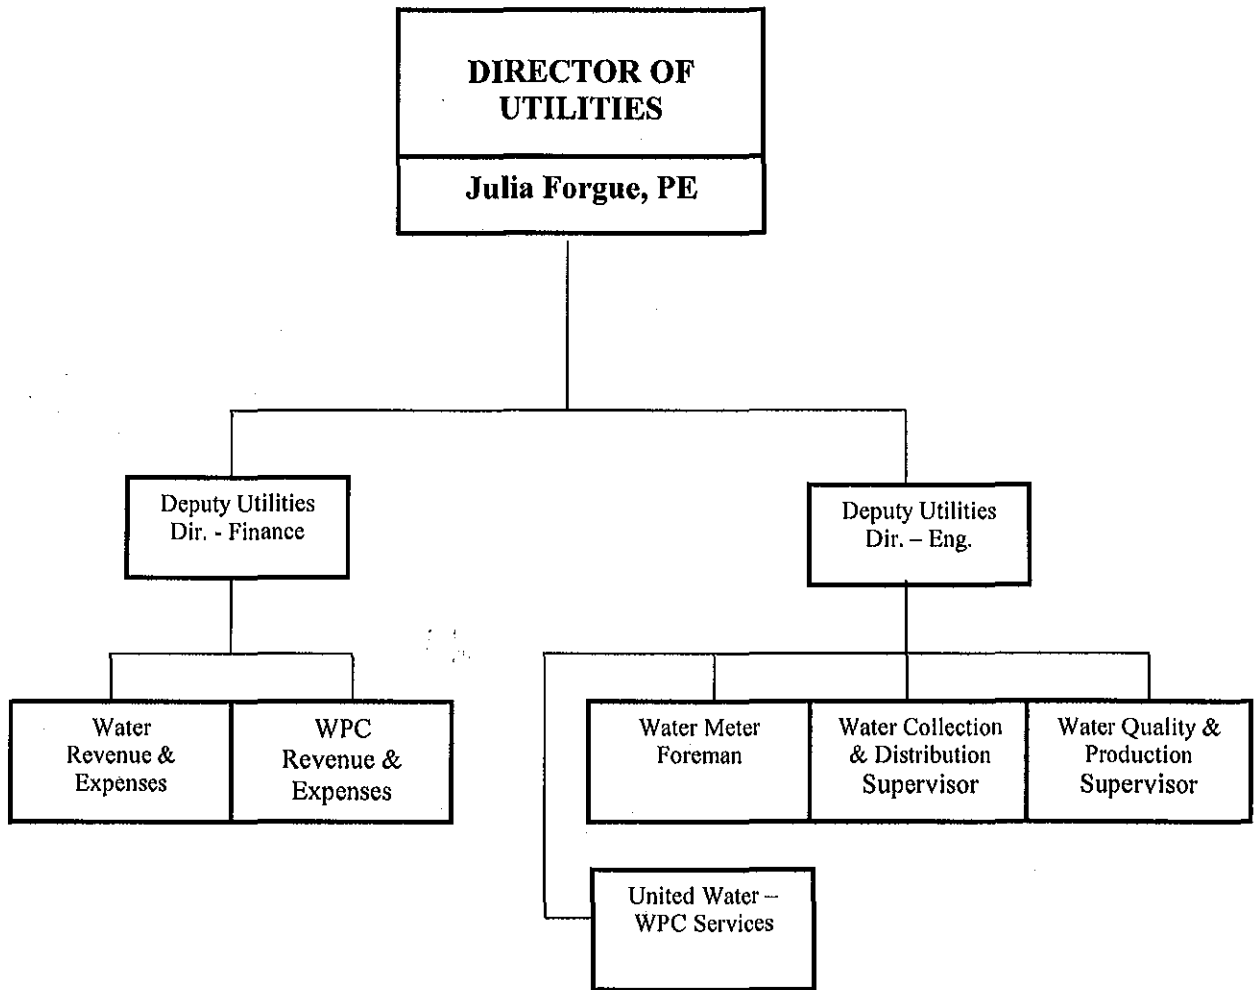 DIRECTOR OF
UTILITIES
Julia Forgue, PE
Deputy Utilities
Dir. - Finance
Deputy Utilities
Dir. – Eng.
Water
Revenue &
Expenses
WPC
Revenue &
Expenses
Water Meter
Foreman
Water Collection
& Distribution
Supervisor
Water Quality &
Production
Supervisor
United Water –
WPC Services